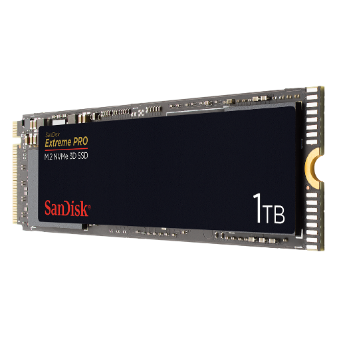 SanDisk
Extreme PRO
M.2 NVMe 3D SSD
SanDisk
1TB